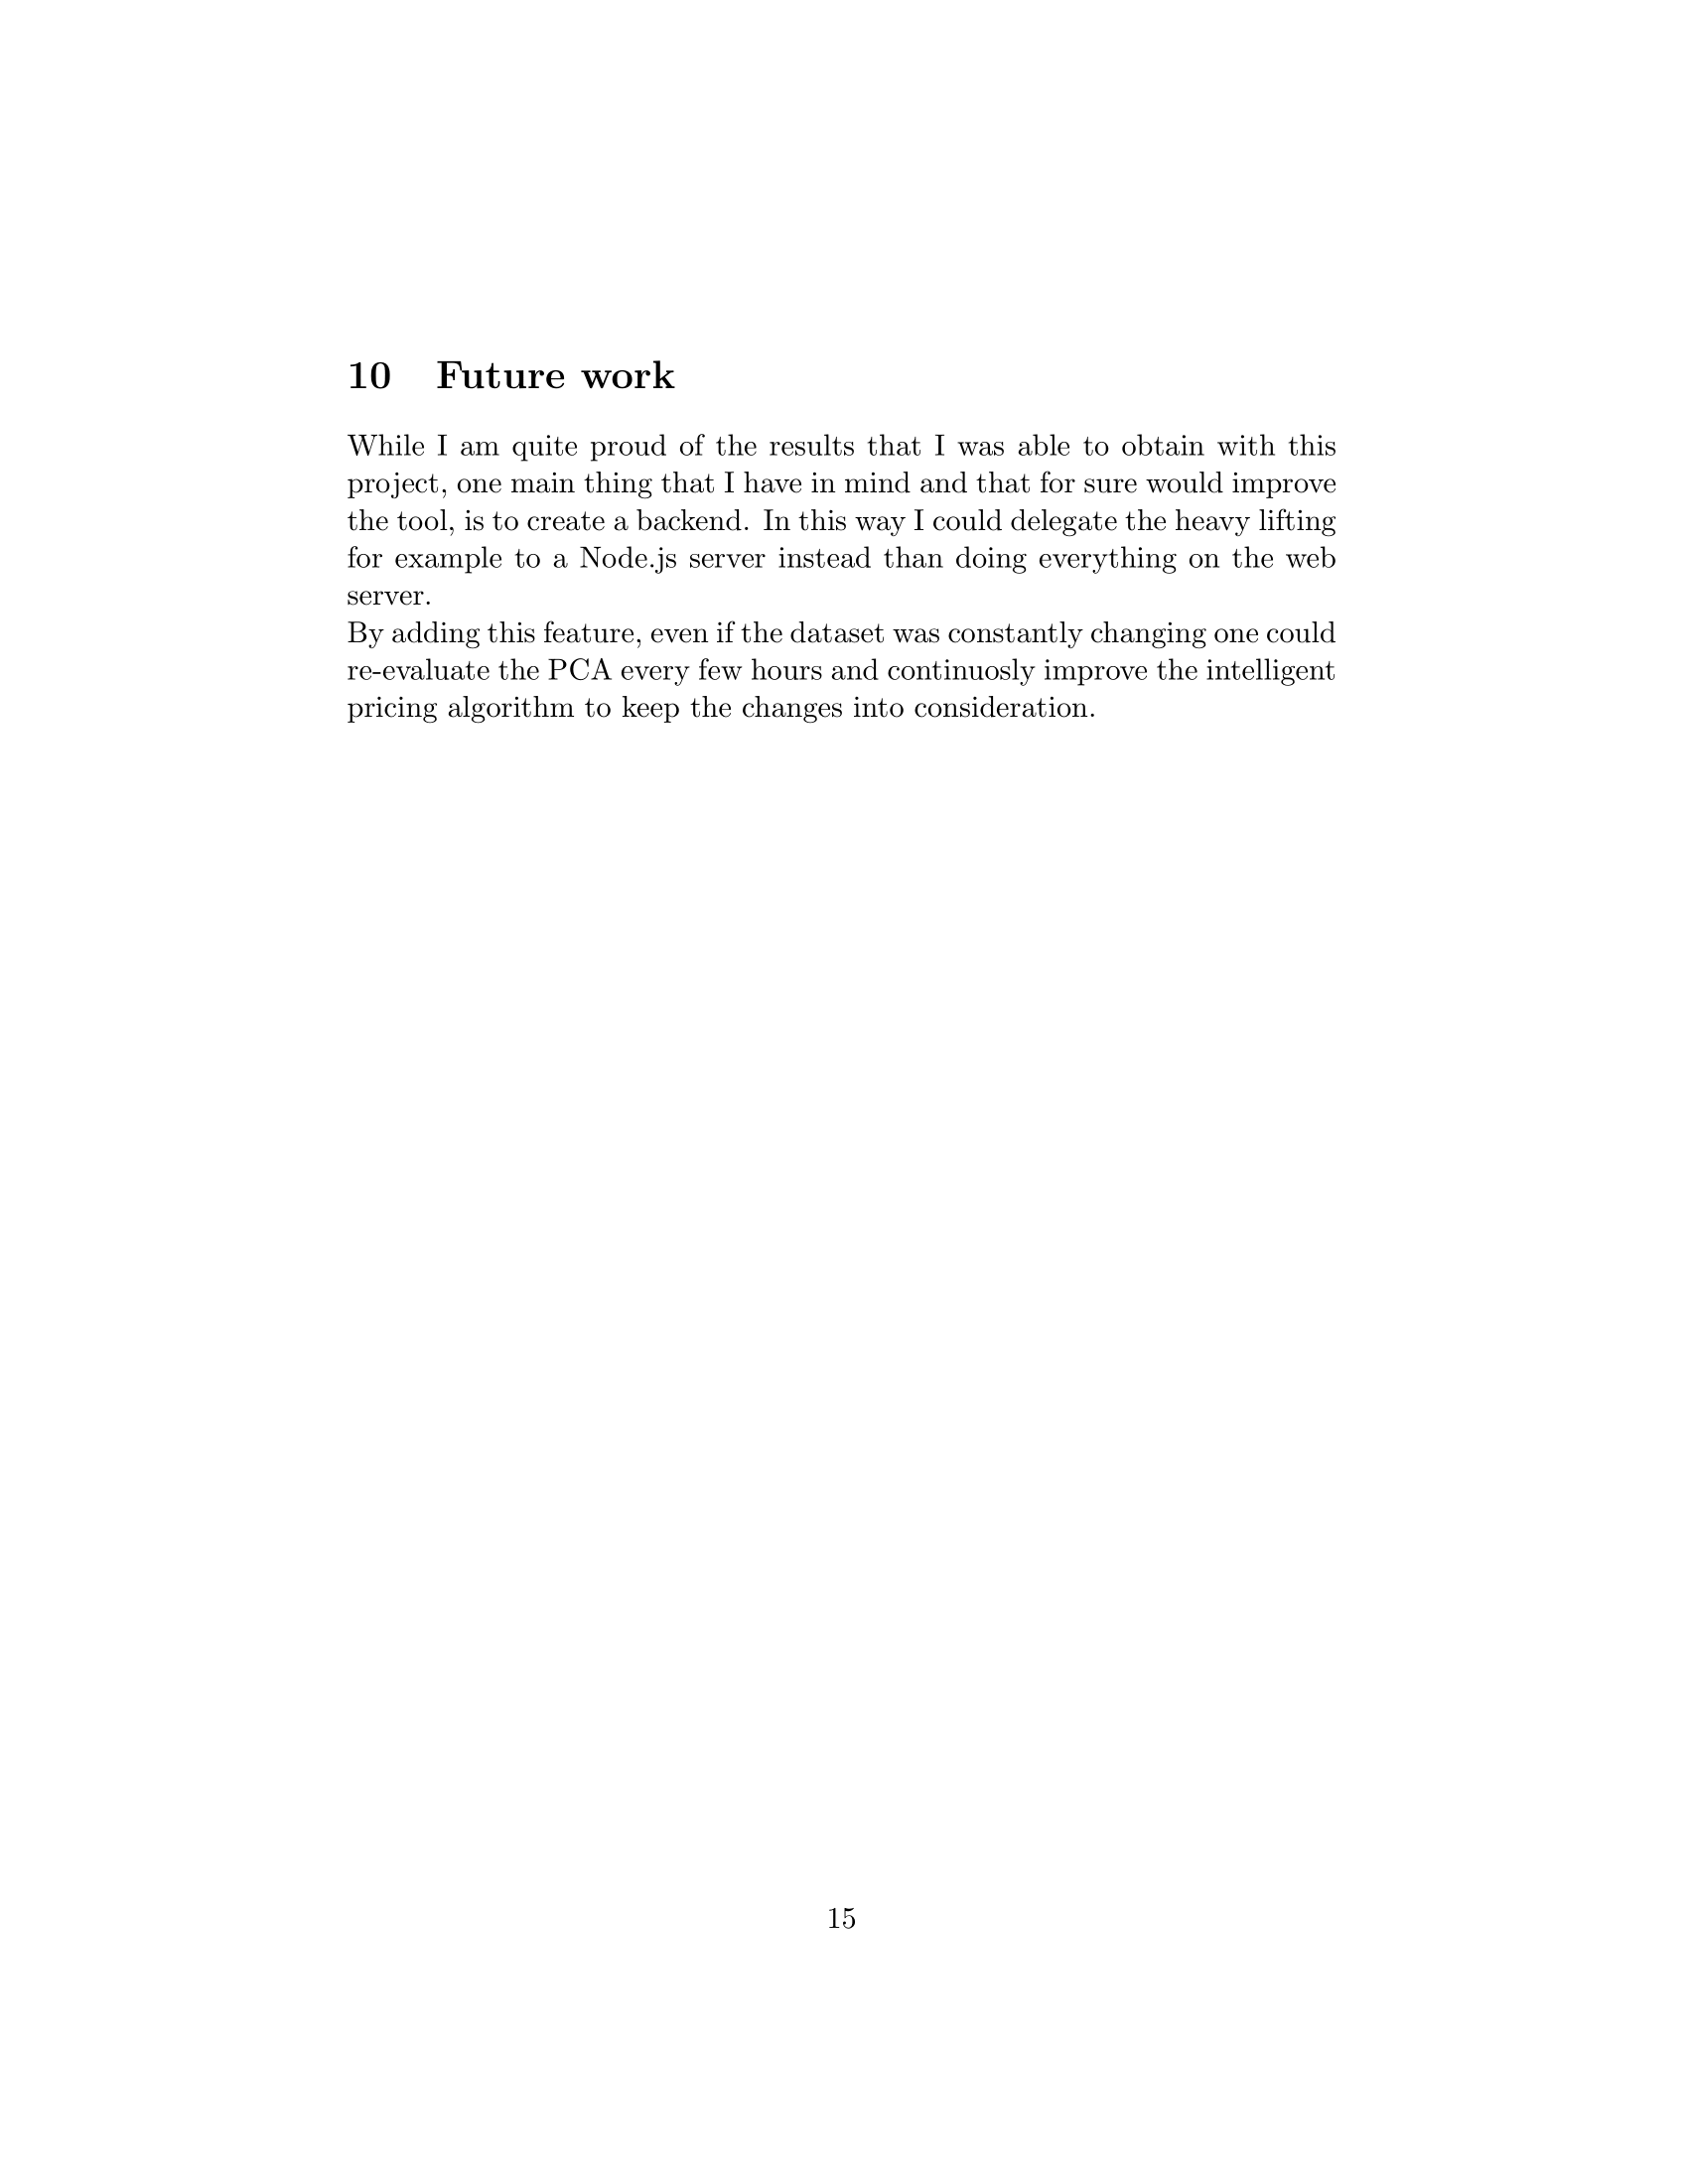 10 Future work
While I am quite proud of the results that I was able to obtain with this
project, one main thing that I have in mind and that for sure would improve
the tool, is to create a backend. In this way I could delegate the heavy lifting
for example to a Node.js server instead than doing everything on the web
server.
By adding this feature, even if the dataset was constantly changing one could
re-evaluate the PCA every few hours and continuosly improve the intelligent
pricing algorithm to keep the changes into consideration.
15